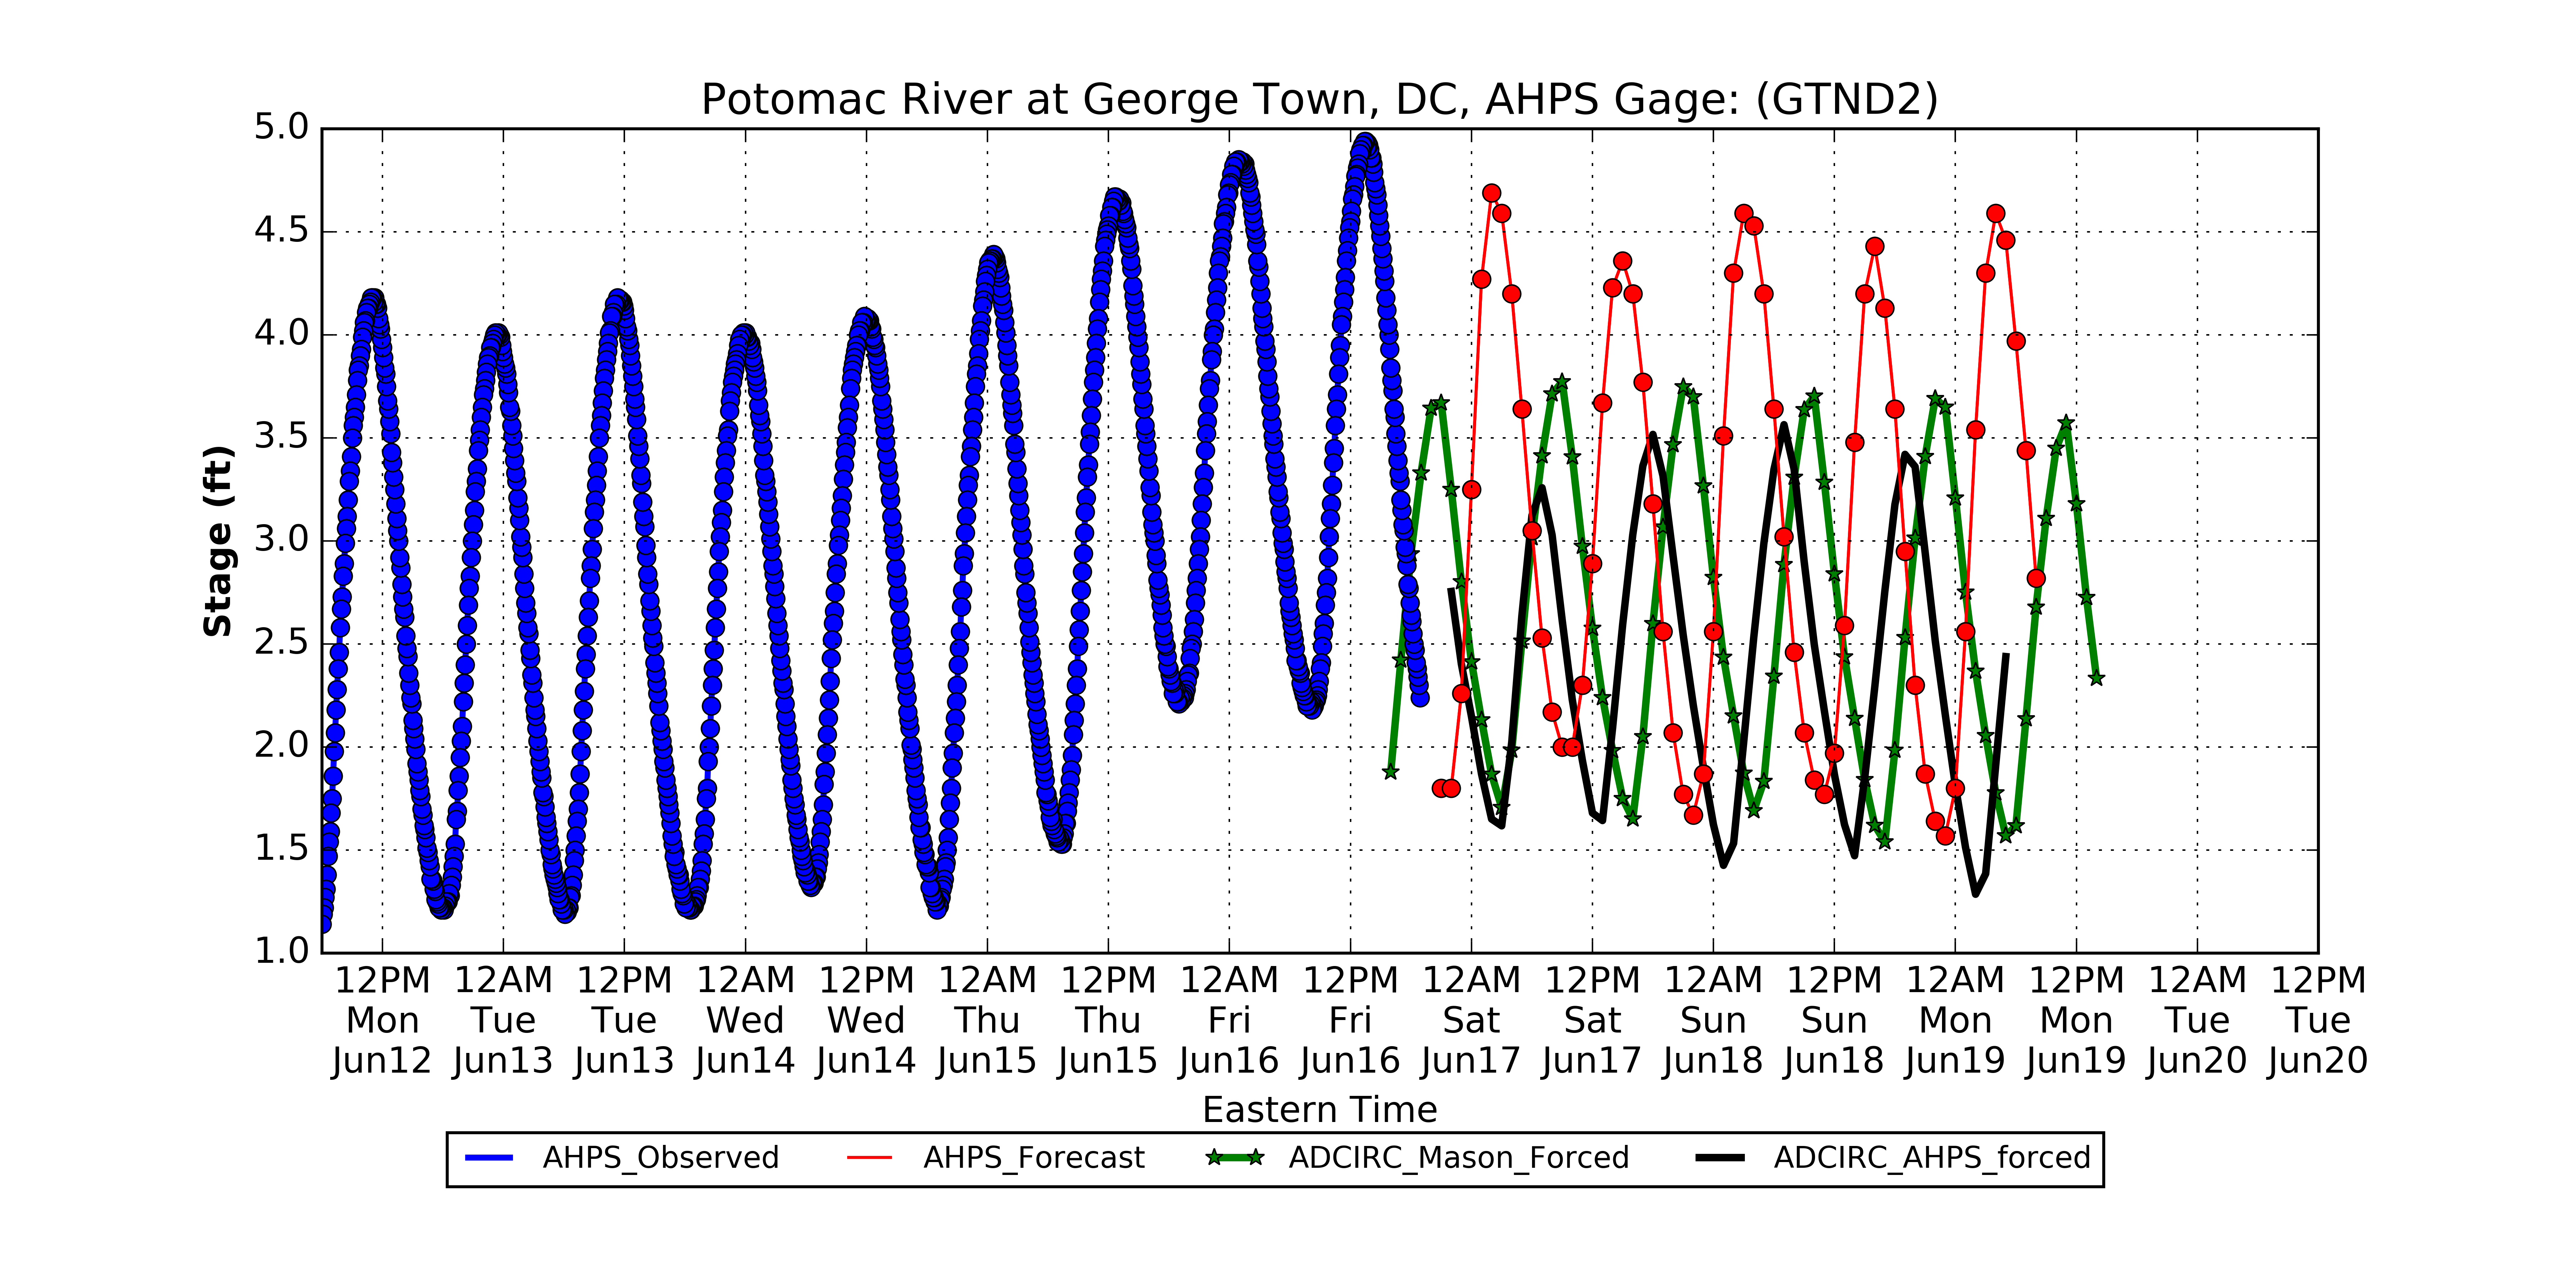 Potomac River at George Town, DC, AHPS Gage: (GTND2)
5.0
4.5
4.0
3.5
3.0
2.5
2.0
1.5
1.0
Stage (ft)
12PM 12AM 12PM 12AM 12PM 12AM 12PM 12AM 12PM 12AM 12PM 12AM 12PM 12AM 12PM 12AM 12PM
Mon Tue Tue Wed Wed Thu Thu Fri Fri Sat Sat Sun Sun Mon Mon Tue Tue
Jun12 Jun13 Jun13 Jun14 Jun14 Jun15 Jun15 Jun16 Jun16 Jun17 Jun17 Jun18 Jun18 Jun19 Jun19 Jun20 Jun20
Eastern Time
AHPS_Observed AHPS_Forecast ADCIRC_Mason_Forced ADCIRC_AHPS_forced